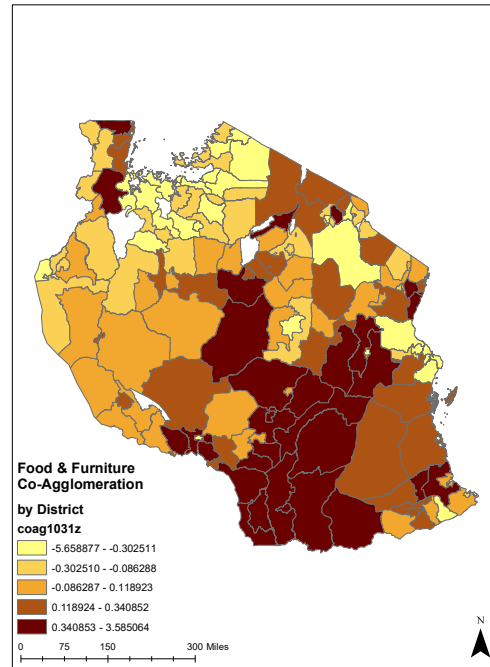 Food & Furniture
Co-Agglomeration
by District
coag1031z
-5.658877 - -0.302511
-0.302510 - -0.086288
-0.086287 - 0.118923
0.118924 - 0.340852
0.340853 - 3.585064
0 75 150 300 Miles
N